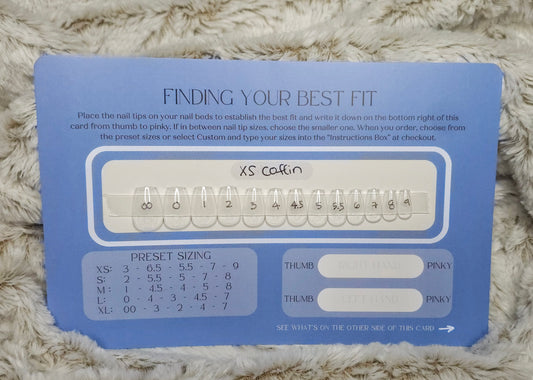 FINDING YOUR BEST FIT
Place the nail tips on your nail beds to establish the best fit and write it down on the bottom right of this
card from thumb to pinky. If in between nail tip sizes, choose the smaller one. When you order, choose from
the preset sizes or select Custom and type your sizes into the "Instructions Box" at checkout.
XS Coffin
00 0 1 2 3 4 4.5 5 5.5 6 7 8 9
PRESET SIZING
XS: 3 - 6.5 - 5.5 - 7 - 9
S: 2 - 5.5 - 5 - 7 - 8
M: 1 - 4.5 - 4 - 5 - 8
L: 0 - 4 - 3 - 4.5 - 7
XL: 00 - 3 - 2 - 4 - 7
THUMB RIGHT HAND PINKY
THUMB LEFT HAND PINKY
SEE WHAT'S ON THE OTHER SIDE OF THIS CARD